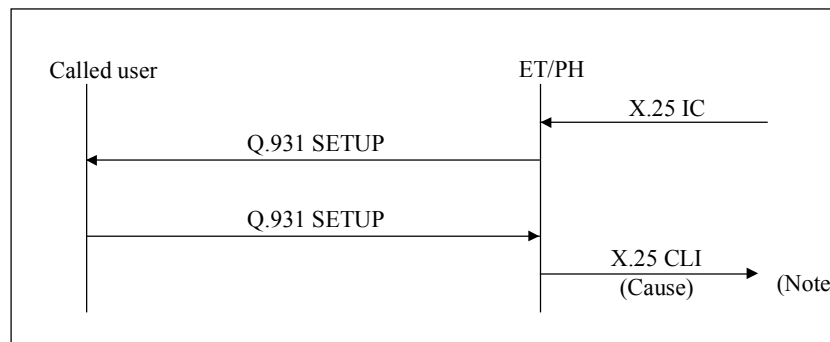 Called user
ET/PH
X.25 IC
Q.931 SETUP
Q.931 SETUP
X.25 CLI
(Cause)
(Note